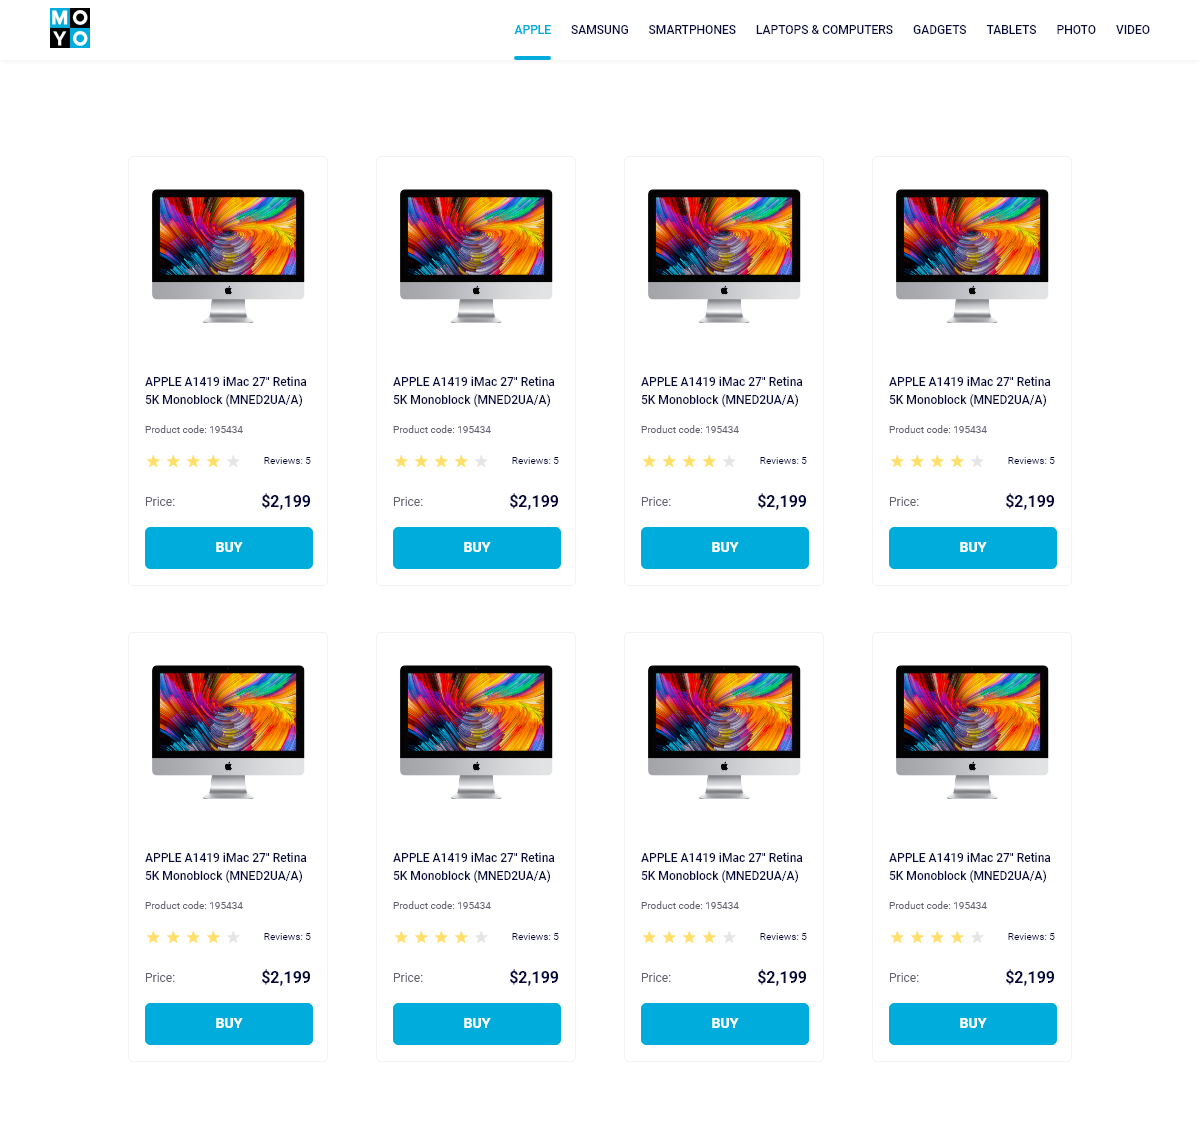 MO
YO
APPLE SAMSUNG SMARTPHONES LAPTOPS & COMPUTERS GADGETS TABLETS PHOTO VIDEO
APPLE A1419 iMac 27" Retina
5K Monoblock (MNED2UA/A)
Product code: 195434
Reviews: 5
Price: $2,199
BUY
APPLE A1419 iMac 27" Retina
5K Monoblock (MNED2UA/A)
Product code: 195434
Reviews: 5
Price: $2,199
BUY
APPLE A1419 iMac 27" Retina
5K Monoblock (MNED2UA/A)
Product code: 195434
Reviews: 5
Price: $2,199
BUY
APPLE A1419 iMac 27" Retina
5K Monoblock (MNED2UA/A)
Product code: 195434
Reviews: 5
Price: $2,199
BUY
APPLE A1419 iMac 27" Retina
5K Monoblock (MNED2UA/A)
Product code: 195434
Reviews: 5
Price: $2,199
BUY
APPLE A1419 iMac 27" Retina
5K Monoblock (MNED2UA/A)
Product code: 195434
Reviews: 5
Price: $2,199
BUY
APPLE A1419 iMac 27" Retina
5K Monoblock (MNED2UA/A)
Product code: 195434
Reviews: 5
Price: $2,199
BUY
APPLE A1419 iMac 27" Retina
5K Monoblock (MNED2UA/A)
Product code: 195434
Reviews: 5
Price: $2,199
BUY